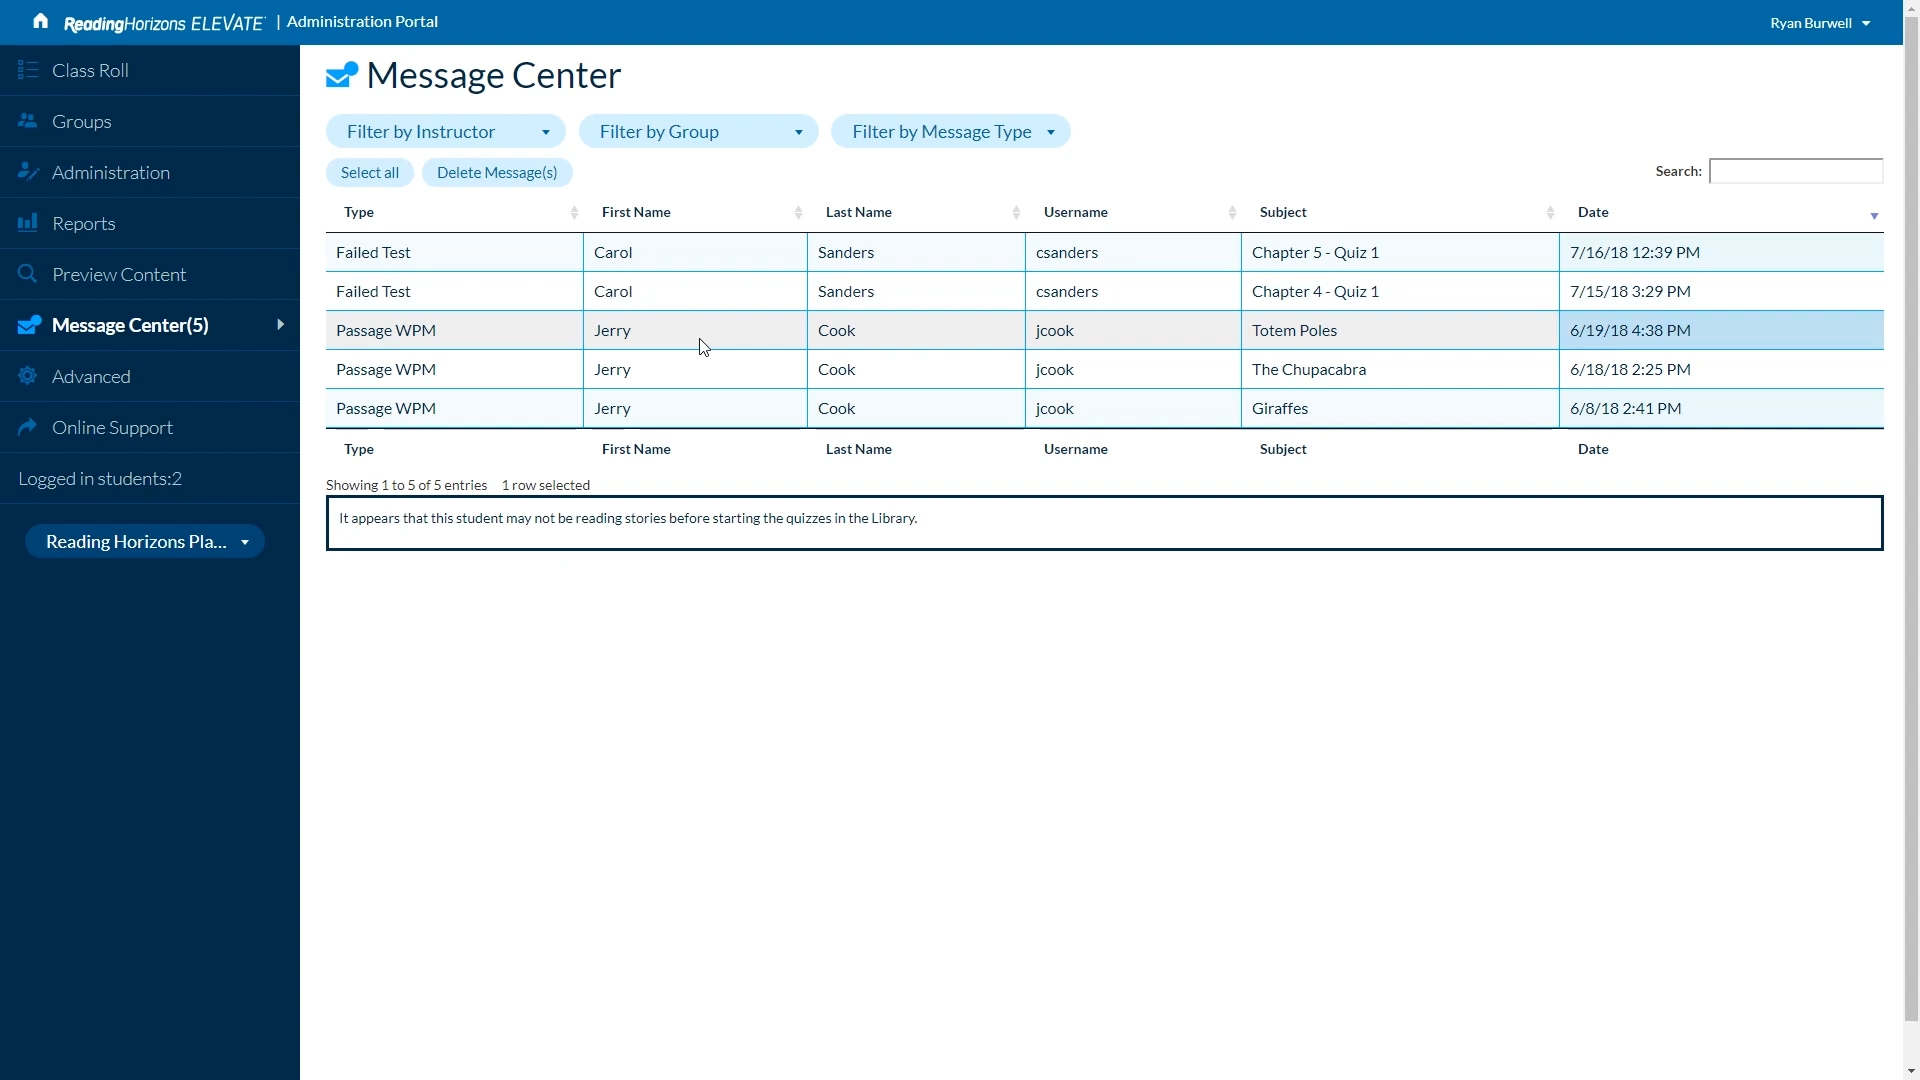 ReadingHorizons ELEVATE | Administration Portal
Ryan Burwell
Class Roll
Groups
Administration
Reports
Preview Content
Message Center(5)
Advanced
Online Support
Logged in students:2
Reading Horizons Pla...
Message Center
Filter by Instructor Filter by Group Filter by Message Type
Select all Delete Message(s) Search:
Type First Name Last Name Username Subject Date
Failed Test Carol Sanders csanders Chapter 5 - Quiz 1 7/16/18 12:39 PM
Failed Test Carol Sanders csanders Chapter 4 - Quiz 1 7/15/18 3:29 PM
Passage WPM Jerry Cook jcook Totem Poles 6/19/18 4:38 PM
Passage WPM Jerry Cook jcook The Chupacabra 6/18/18 2:25 PM
Passage WPM Jerry Cook jcook Giraffes 6/8/18 2:41 PM
Type First Name Last Name Username Subject Date
Showing 1 to 5 of 5 entries 1 row selected
It appears that this student may not be reading stories before starting the quizzes in the Library.